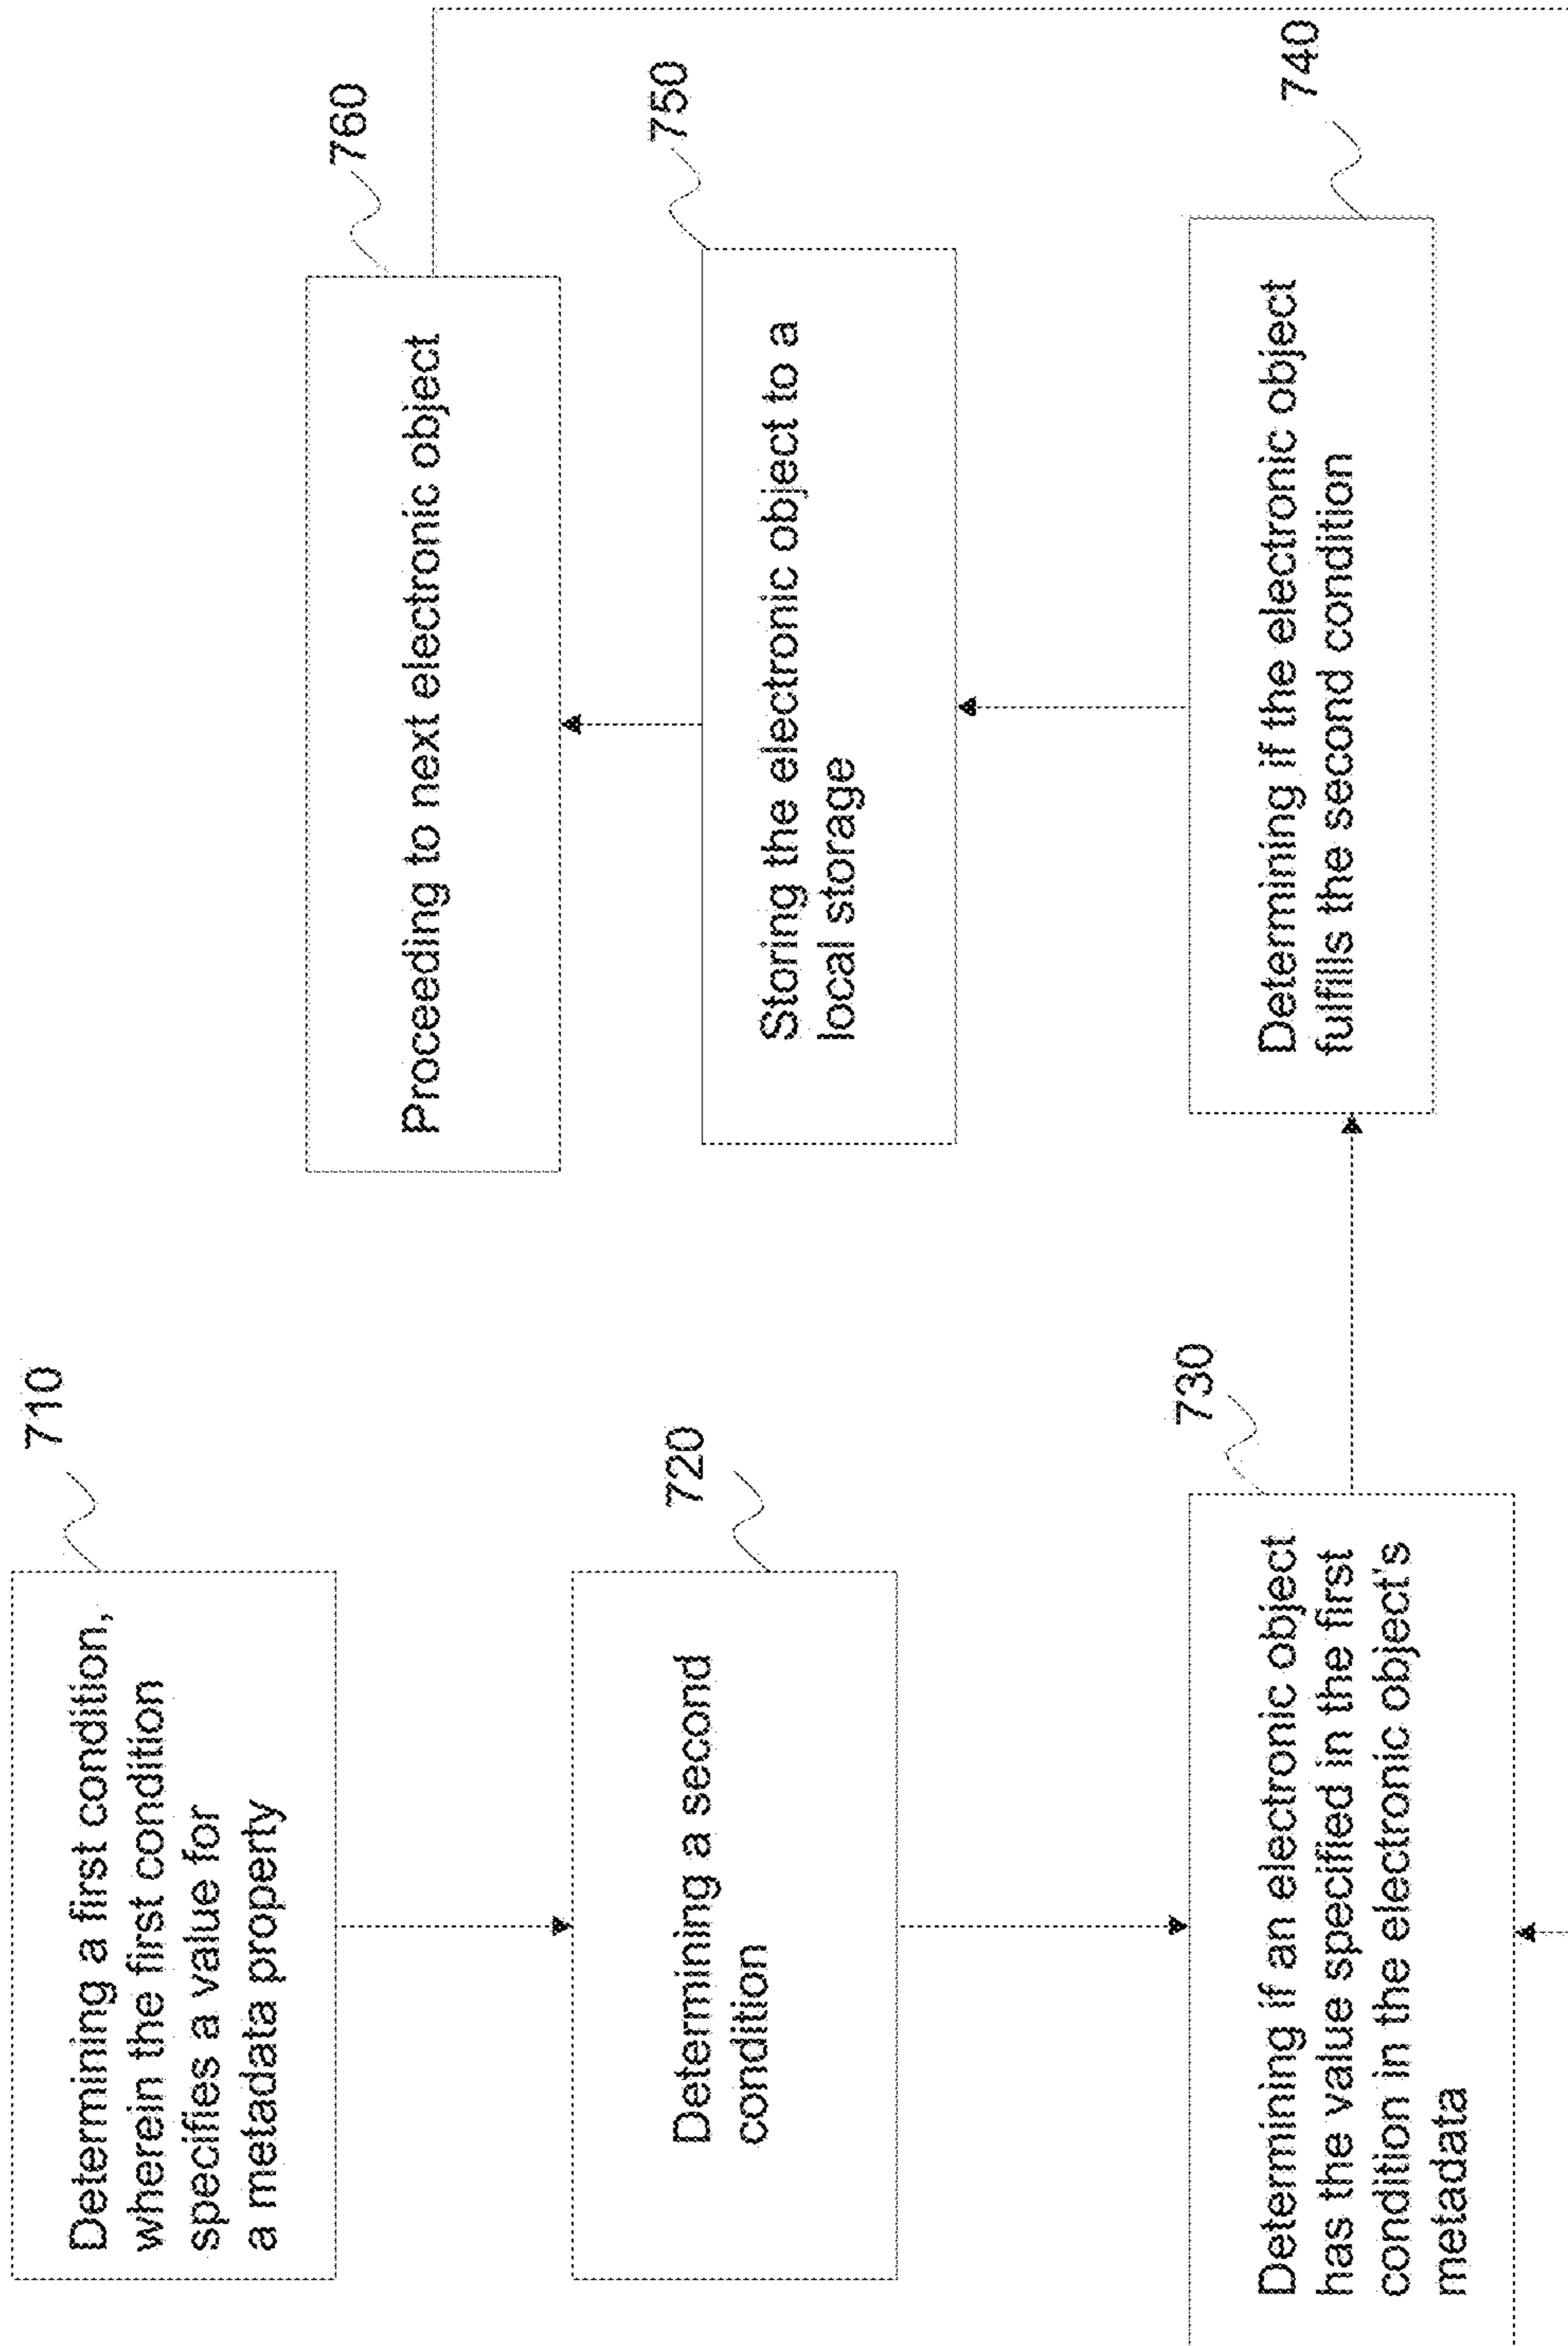 710
Determining a first condition,
wherein the first condition
specifies a value for
a metadata property
720
Determining a second
condition
730
Determining if an electronic object
has the value specified in the first
condition in the electronic object's
metadata
740
Determining if the electronic object
fulfills the second condition
750
Storing the electronic object to a
local storage
760
Proceeding to next electronic object